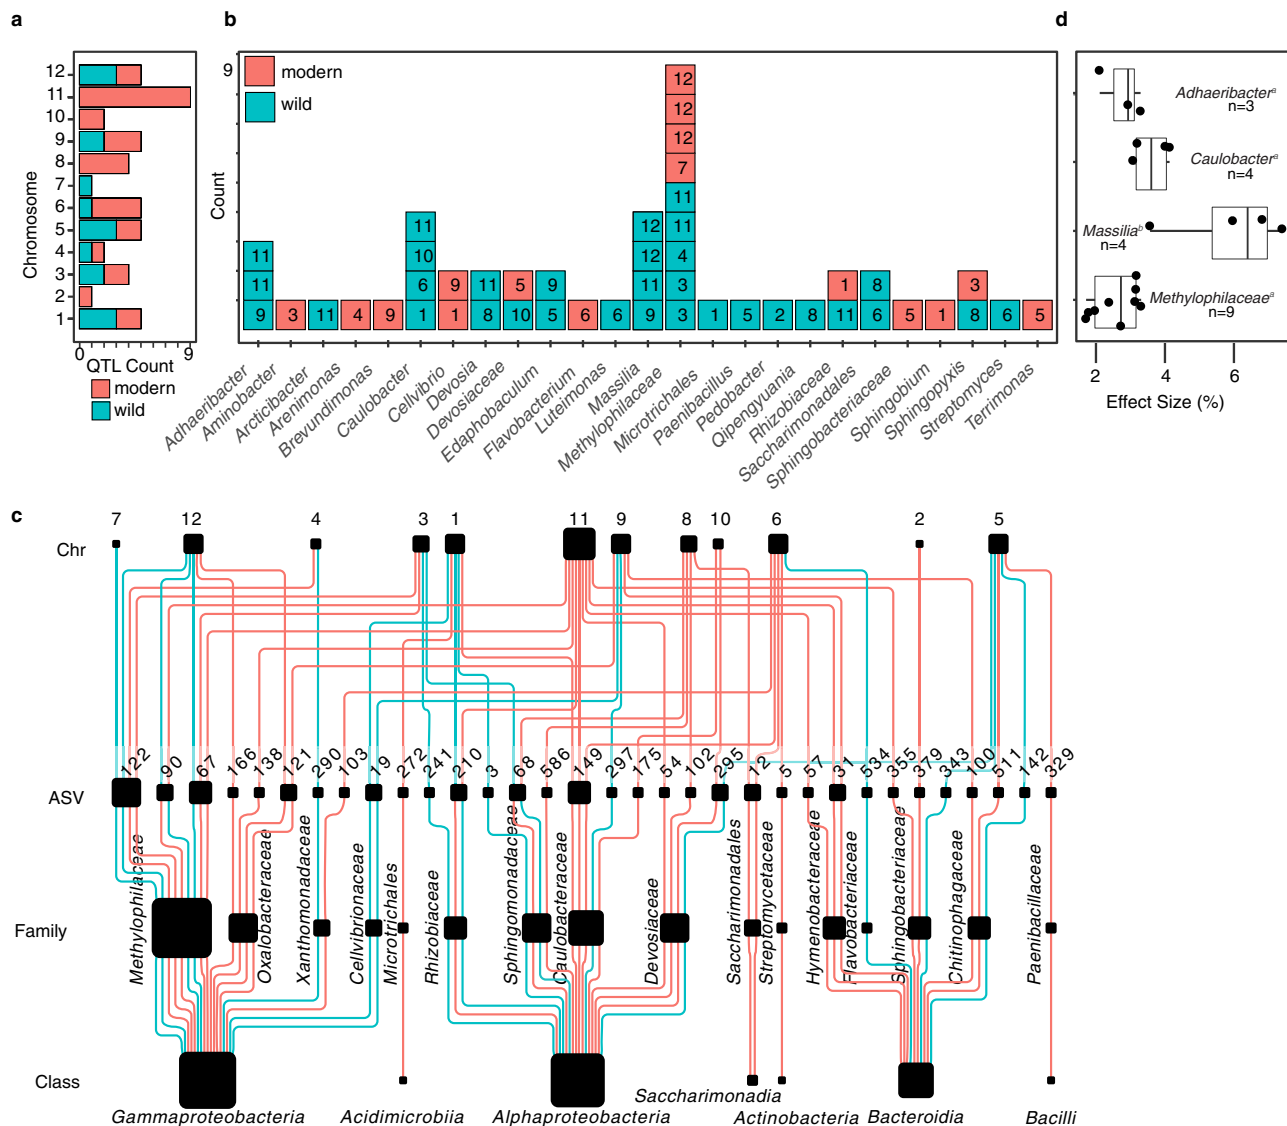 a
b
d
Chromosome
12
11
10
9
8
7
6
5
4
3
2
1
0
9
QTL Count
modern
wild
9
Count
modern
wild
12
12
12
7
11
11 12 11
11 10 12 4
11 6 9 11 5 9 11 3 1 8 3
9 3 11 4 9 1 1 8 10 5 6 6 9 3 1 5 2 8 11 6 5 1 8 6 5
Adhaeribacter
Aminobacter
Arcticibacter
Arenimonas
Brevundimonas
Caulobacter
Cellvibrio
Devosia
Devosiaceae
Edaphobaculum
Flavobacterium
Luteimonas
Massilia
Methylophilaceae
Microtrichales
Paenibacillus
Pedobacter
Qipengyuania
Rhizobiaceae
Saccharimonadales
Sphingobacteriaceae
Sphingobium
Sphingopyxis
Streptomyces
Terrimonas
Adhaeribacterᵃ
n=3
Caulobacterᵃ
n=4
Massiliaᵇ
n=4
Methylophilaceaeᵃ
n=9
2 4 6
Effect Size (%)
c
7 12 4 3 1 11 9 8 10 6 2 5
Chr
122 90 67 166 138 121 290 103 19 272 241 210 3 68 586 149 297 175 54 102 295 12 5 57 31 534 355 379 343 100 511 142 329
ASV
Methylophilaceae
Oxalobacteraceae
Xanthomonadaceae
Cellvibrionaceae
Microtrichales
Rhizobiaceae
Sphingomonadaceae
Caulobacteraceae
Devosiaceae
Saccharimonadales
Streptomycetaceae
Hymenobacteraceae
Flavobacteriaceae
Sphingobacteriaceae
Chitinophagaceae
Paenibacillaceae
Family
Class
Gammaproteobacteria
Acidimicrobiia
Alphaproteobacteria
Saccharimonadia
Actinobacteria
Bacteroidia
Bacilli